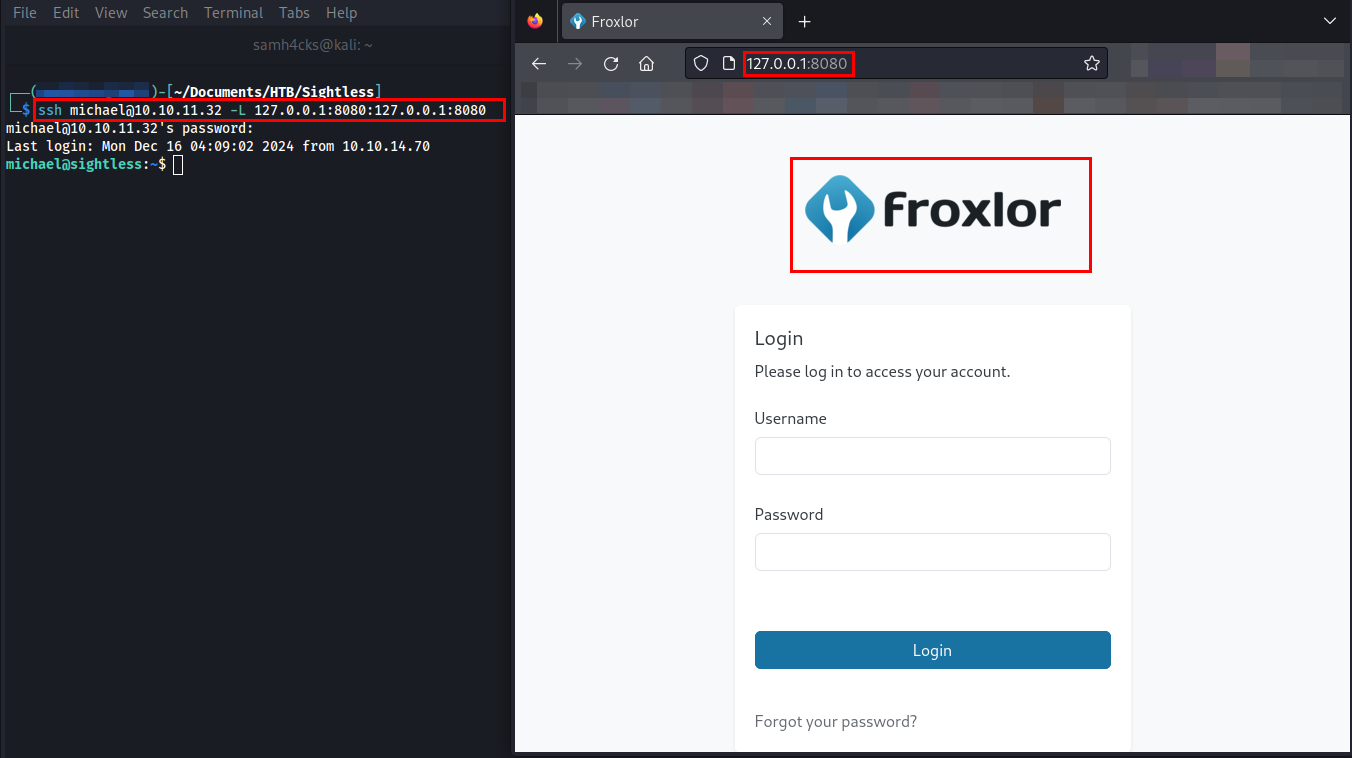 File Edit View Search Terminal Tabs Help
samh4cks@kali: ~
)-[~/Documents/HTB/Sightless]
$ ssh michael@10.10.11.32 -L 127.0.0.1:8080:127.0.0.1:8080
michael@10.10.11.32's password:
Last login: Mon Dec 16 04:09:02 2024 from 10.10.14.70
michael@sightless:~$
Froxlor
127.0.0.1:8080
froxlor
Login
Please log in to access your account.
Username
Password
Login
Forgot your password?